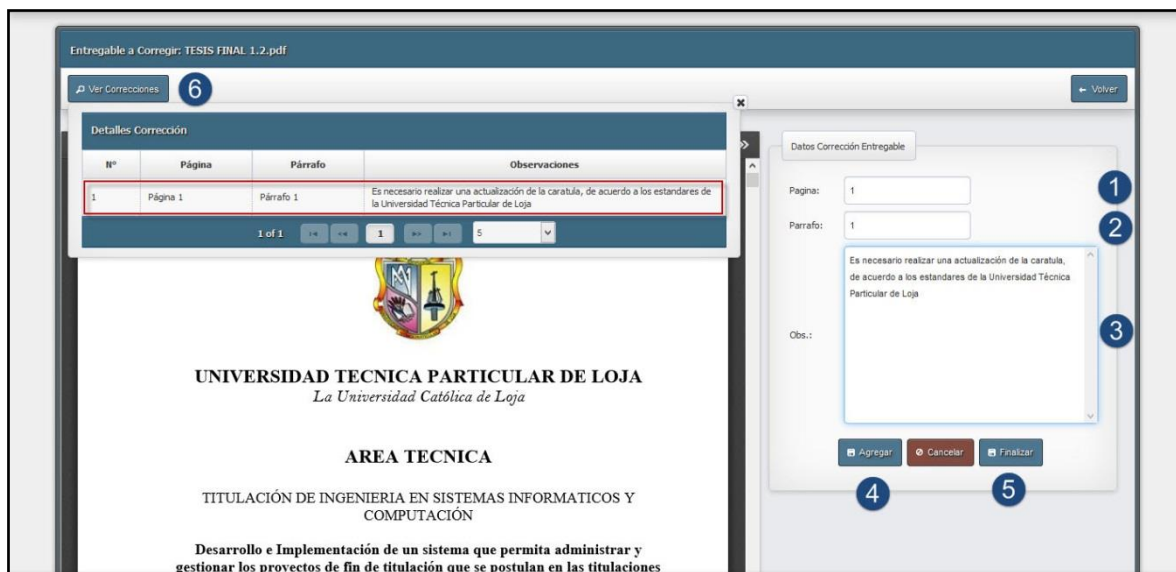 Entregable a Corregir: TESIS FINAL 1.2.pdf
Ver Correcciones
6
Volver
Detalles Corrección
Nº Página Párrafo Observaciones
1 Página 1 Párrafo 1 Es necesario realizar una actualización de la caratula, de acuerdo a los estandares de
la Universidad Técnica Particular de Loja
1 of 1 1 5
UNIVERSIDAD TECNICA PARTICULAR DE LOJA
La Universidad Católica de Loja
AREA TECNICA
TITULACIÓN DE INGENIERIA EN SISTEMAS INFORMATICOS Y
COMPUTACIÓN
Desarrollo e Implementación de un sistema que permita administrar y
gestionar los proyectos de fin de titulación que se postulan en las titulaciones
Datos Corrección Entregable
Pagina: 1
1
Parrafo: 1
2
Es necesario realizar una actualización de la caratula,
de acuerdo a los estandares de la Universidad Técnica
Particular de Loja
Obs.:
3
Agregar Cancelar Finalizar
4 5